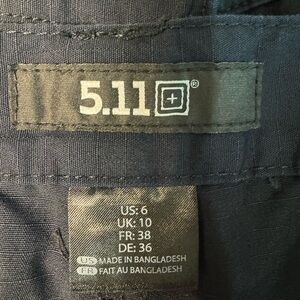 5.11®
US: 6
UK: 10
FR: 38
DE: 36
US MADE IN BANGLADESH
FR FAIT AU BANGLADESH